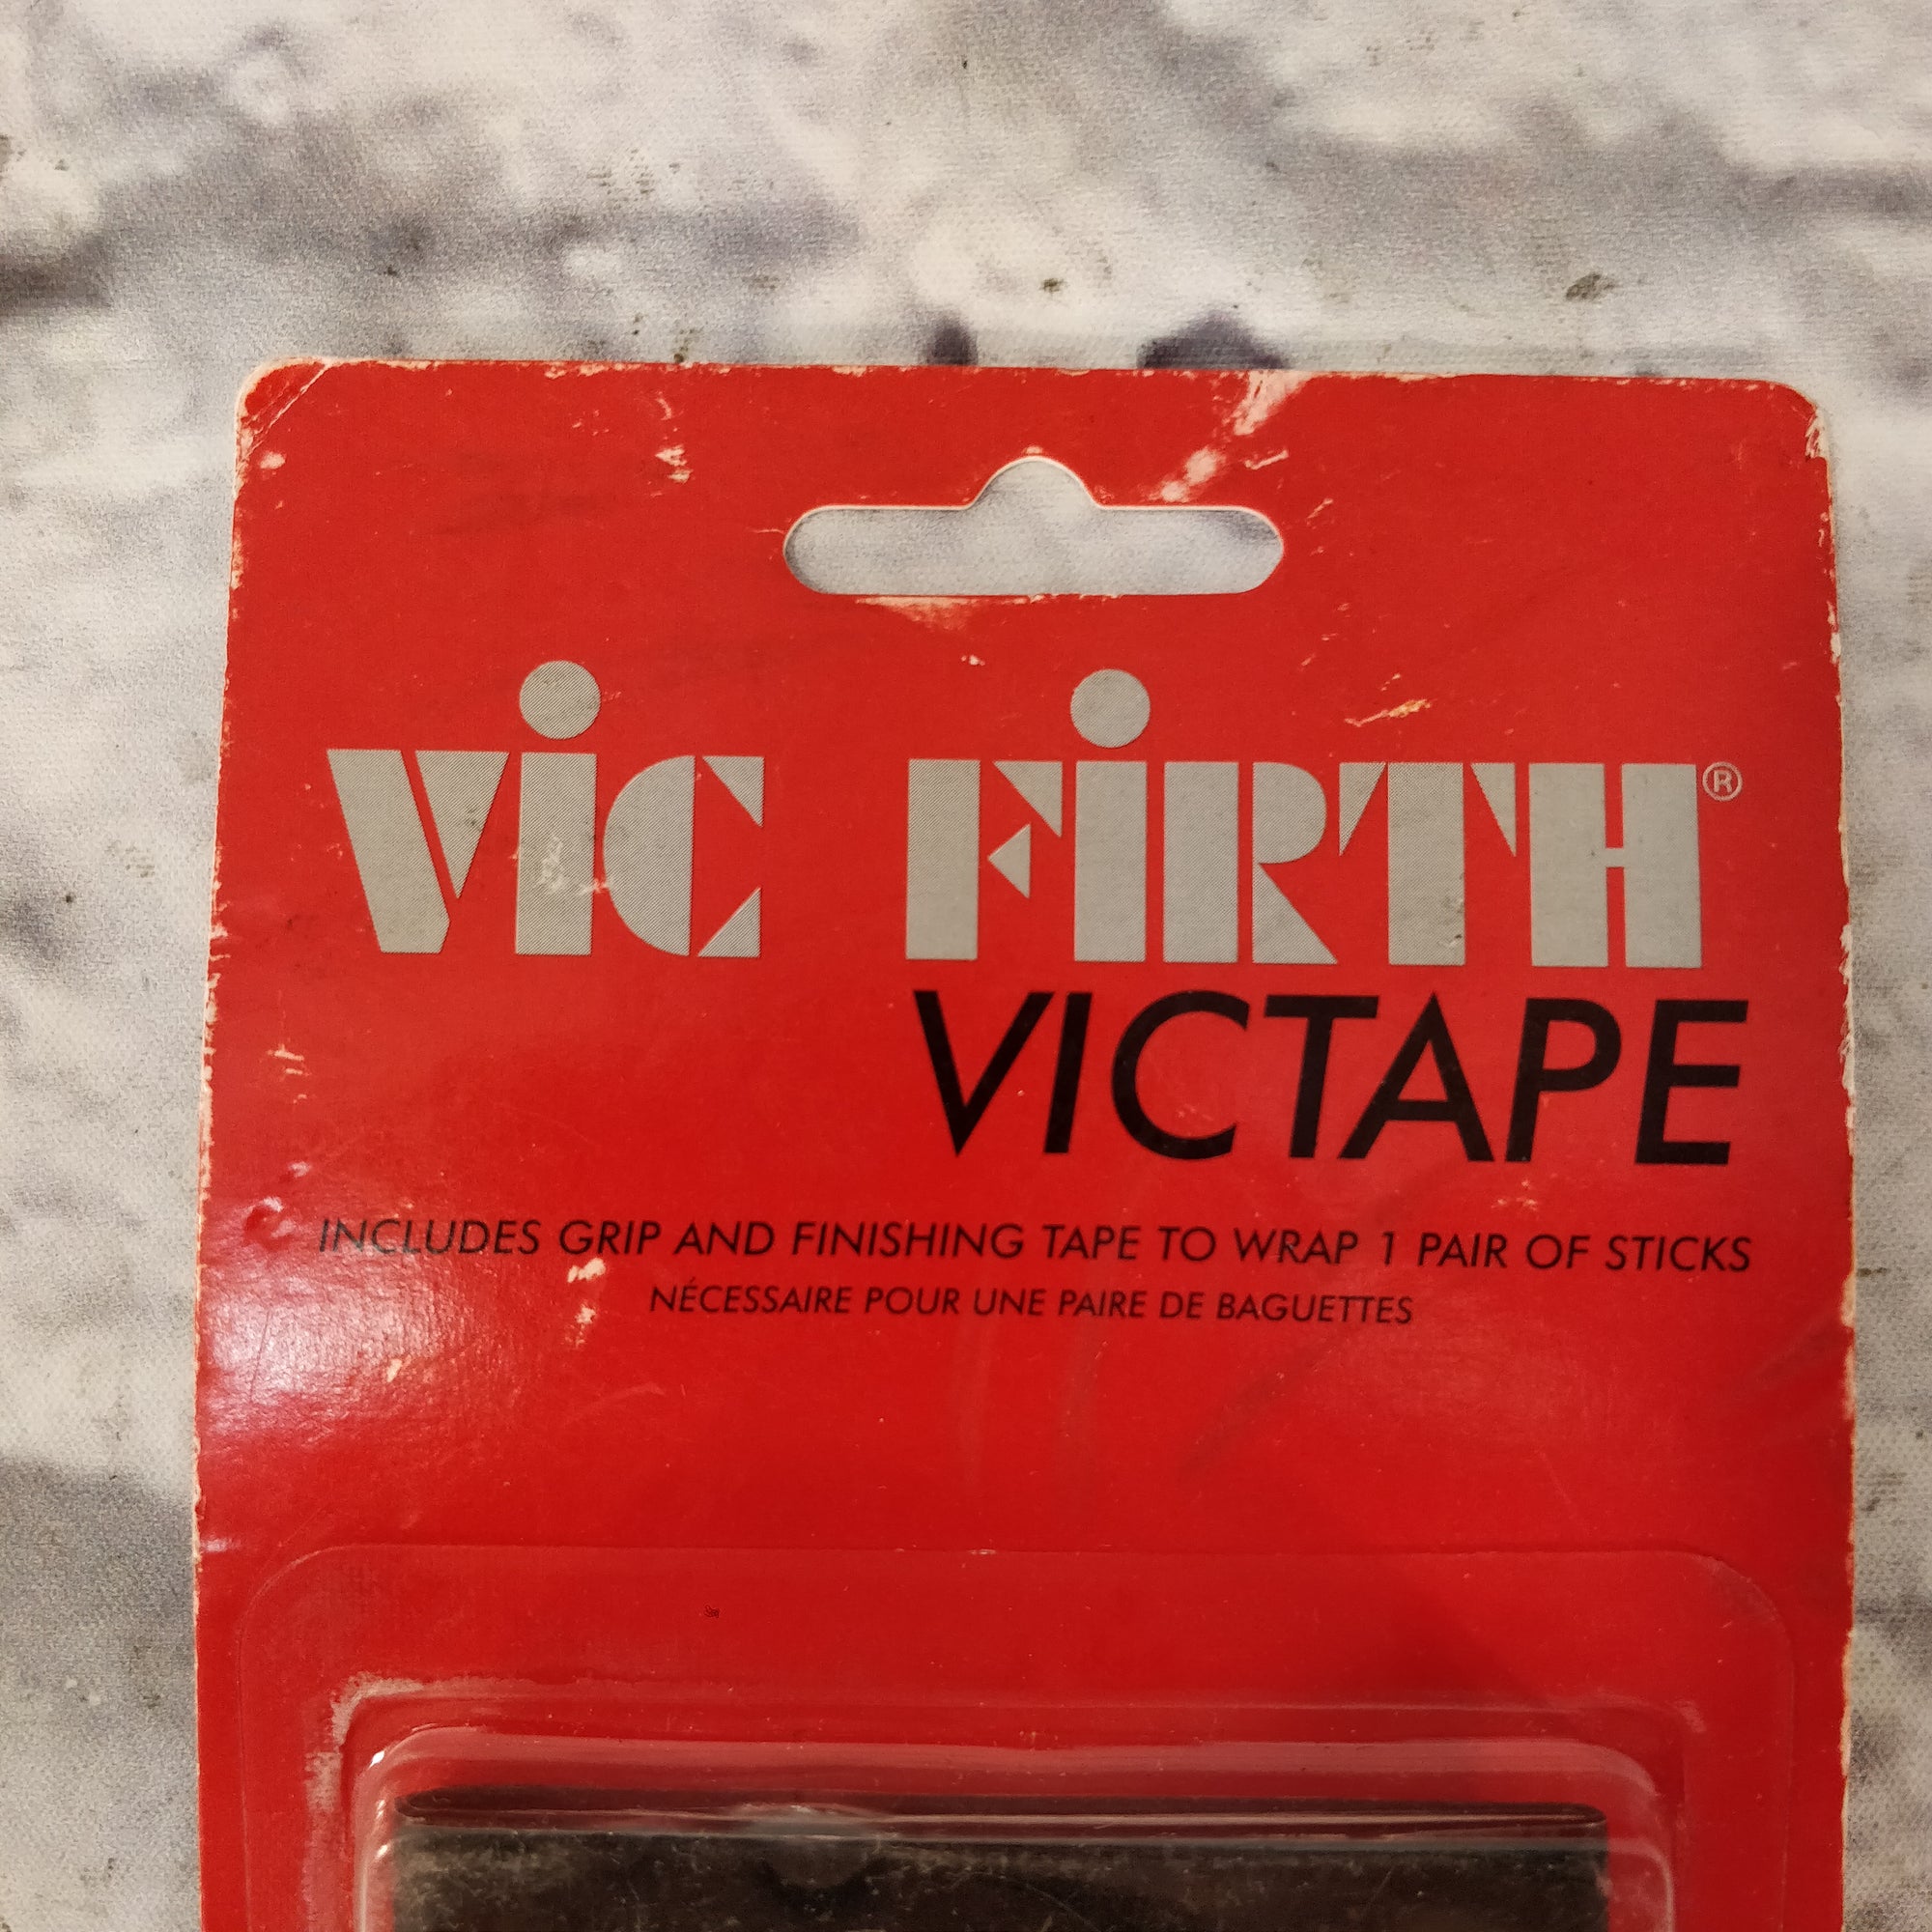 ViC FiRTH®
VICTAPE
INCLUDES GRIP AND FINISHING TAPE TO WRAP 1 PAIR OF STICKS
NÉCESSAIRE POUR UNE PAIRE DE BAGUETTES